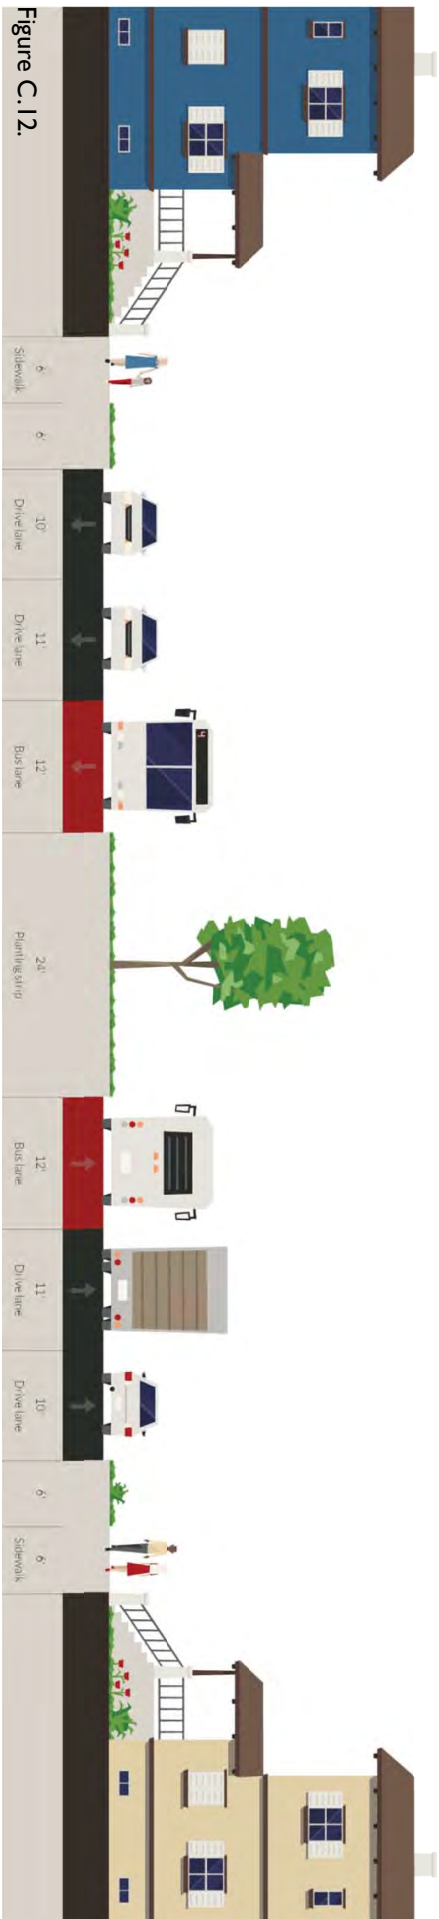 4
6'
Sidewalk
6'
10'
Drive lane
11'
Drive lane
12'
Bus lane
24'
Planting strip
12'
Bus lane
11'
Drive lane
10'
Drive lane
6'
6'
Sidewalk
Figure C.12.